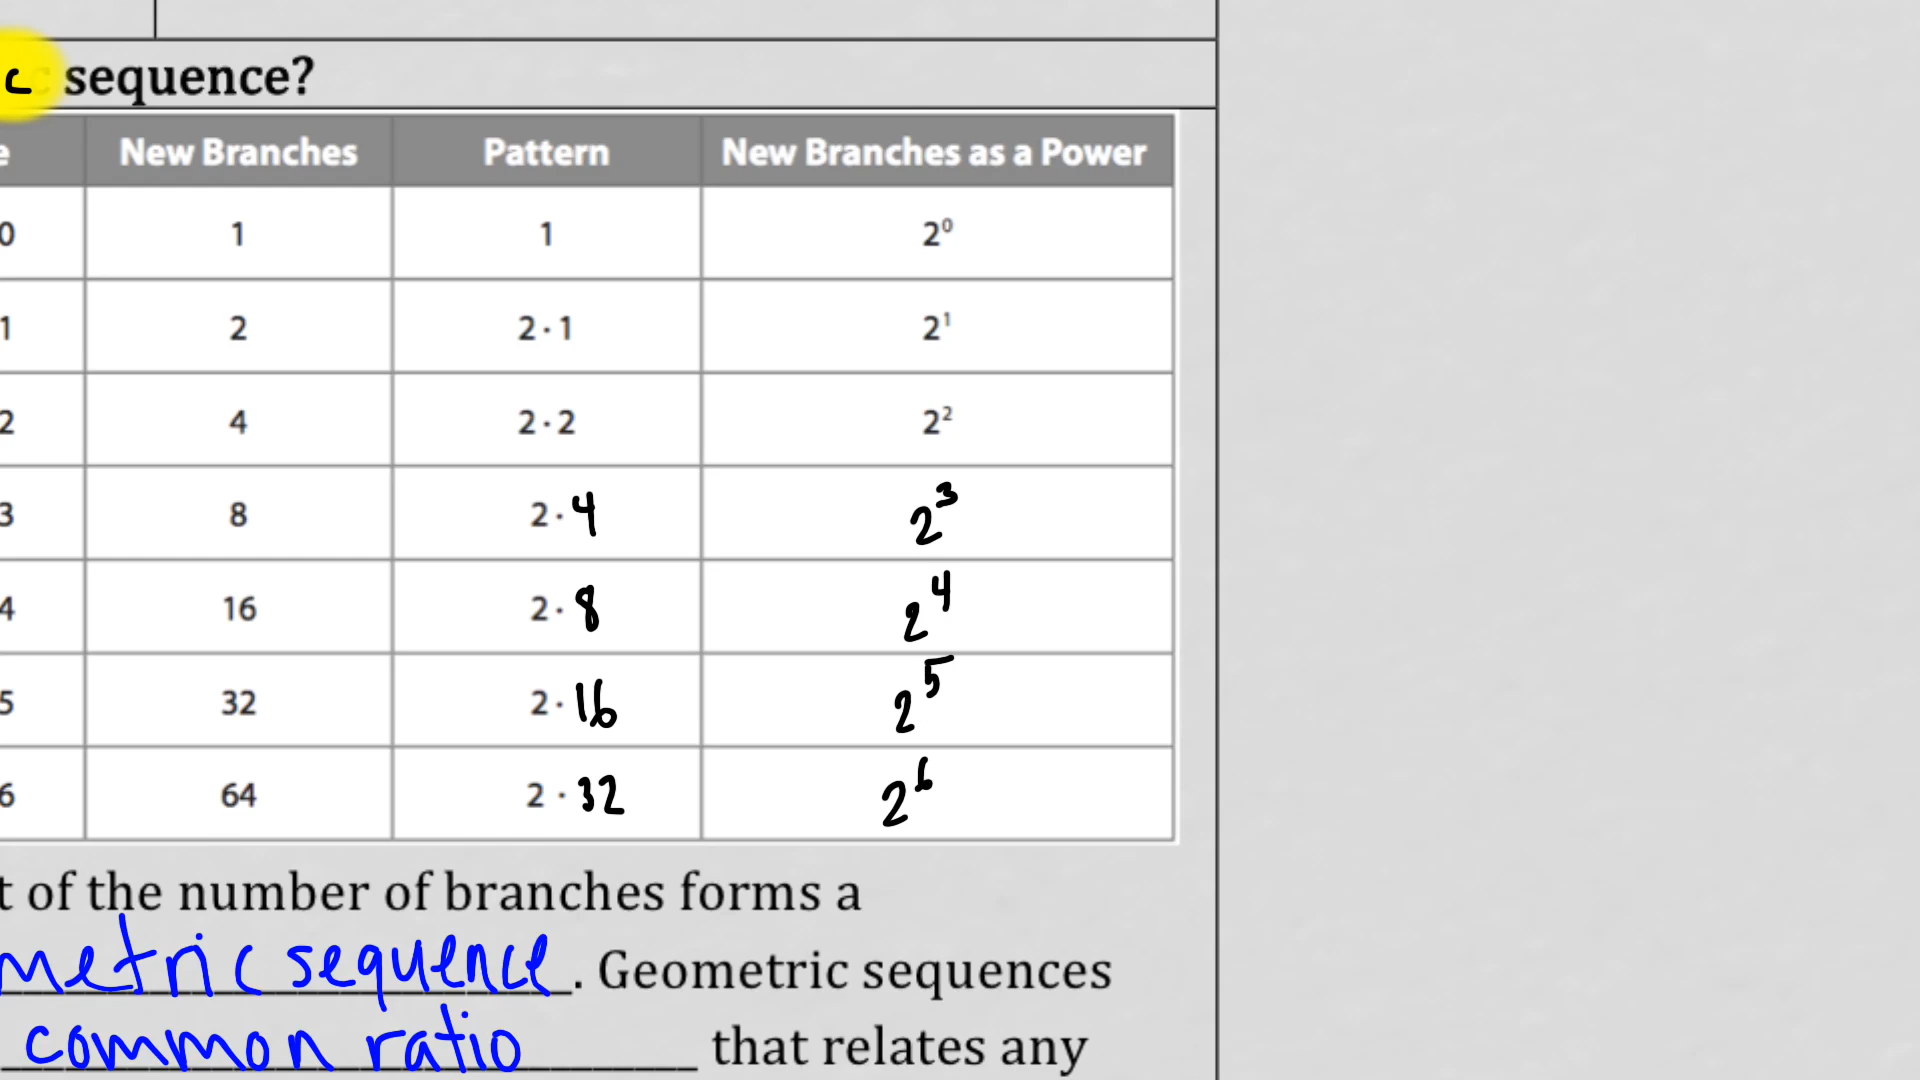 c sequence?
e New Branches Pattern New Branches as a Power
0 1 1 2⁰
1 2 2 · 1 2¹
2 4 2 · 2 2²
3 8 2 · 4 2³
4 16 2 · 8 2⁴
5 32 2 · 16 2⁵
6 64 2 · 32 2⁶
t of the number of branches forms a
metric sequence. Geometric sequences
common ratio that relates any